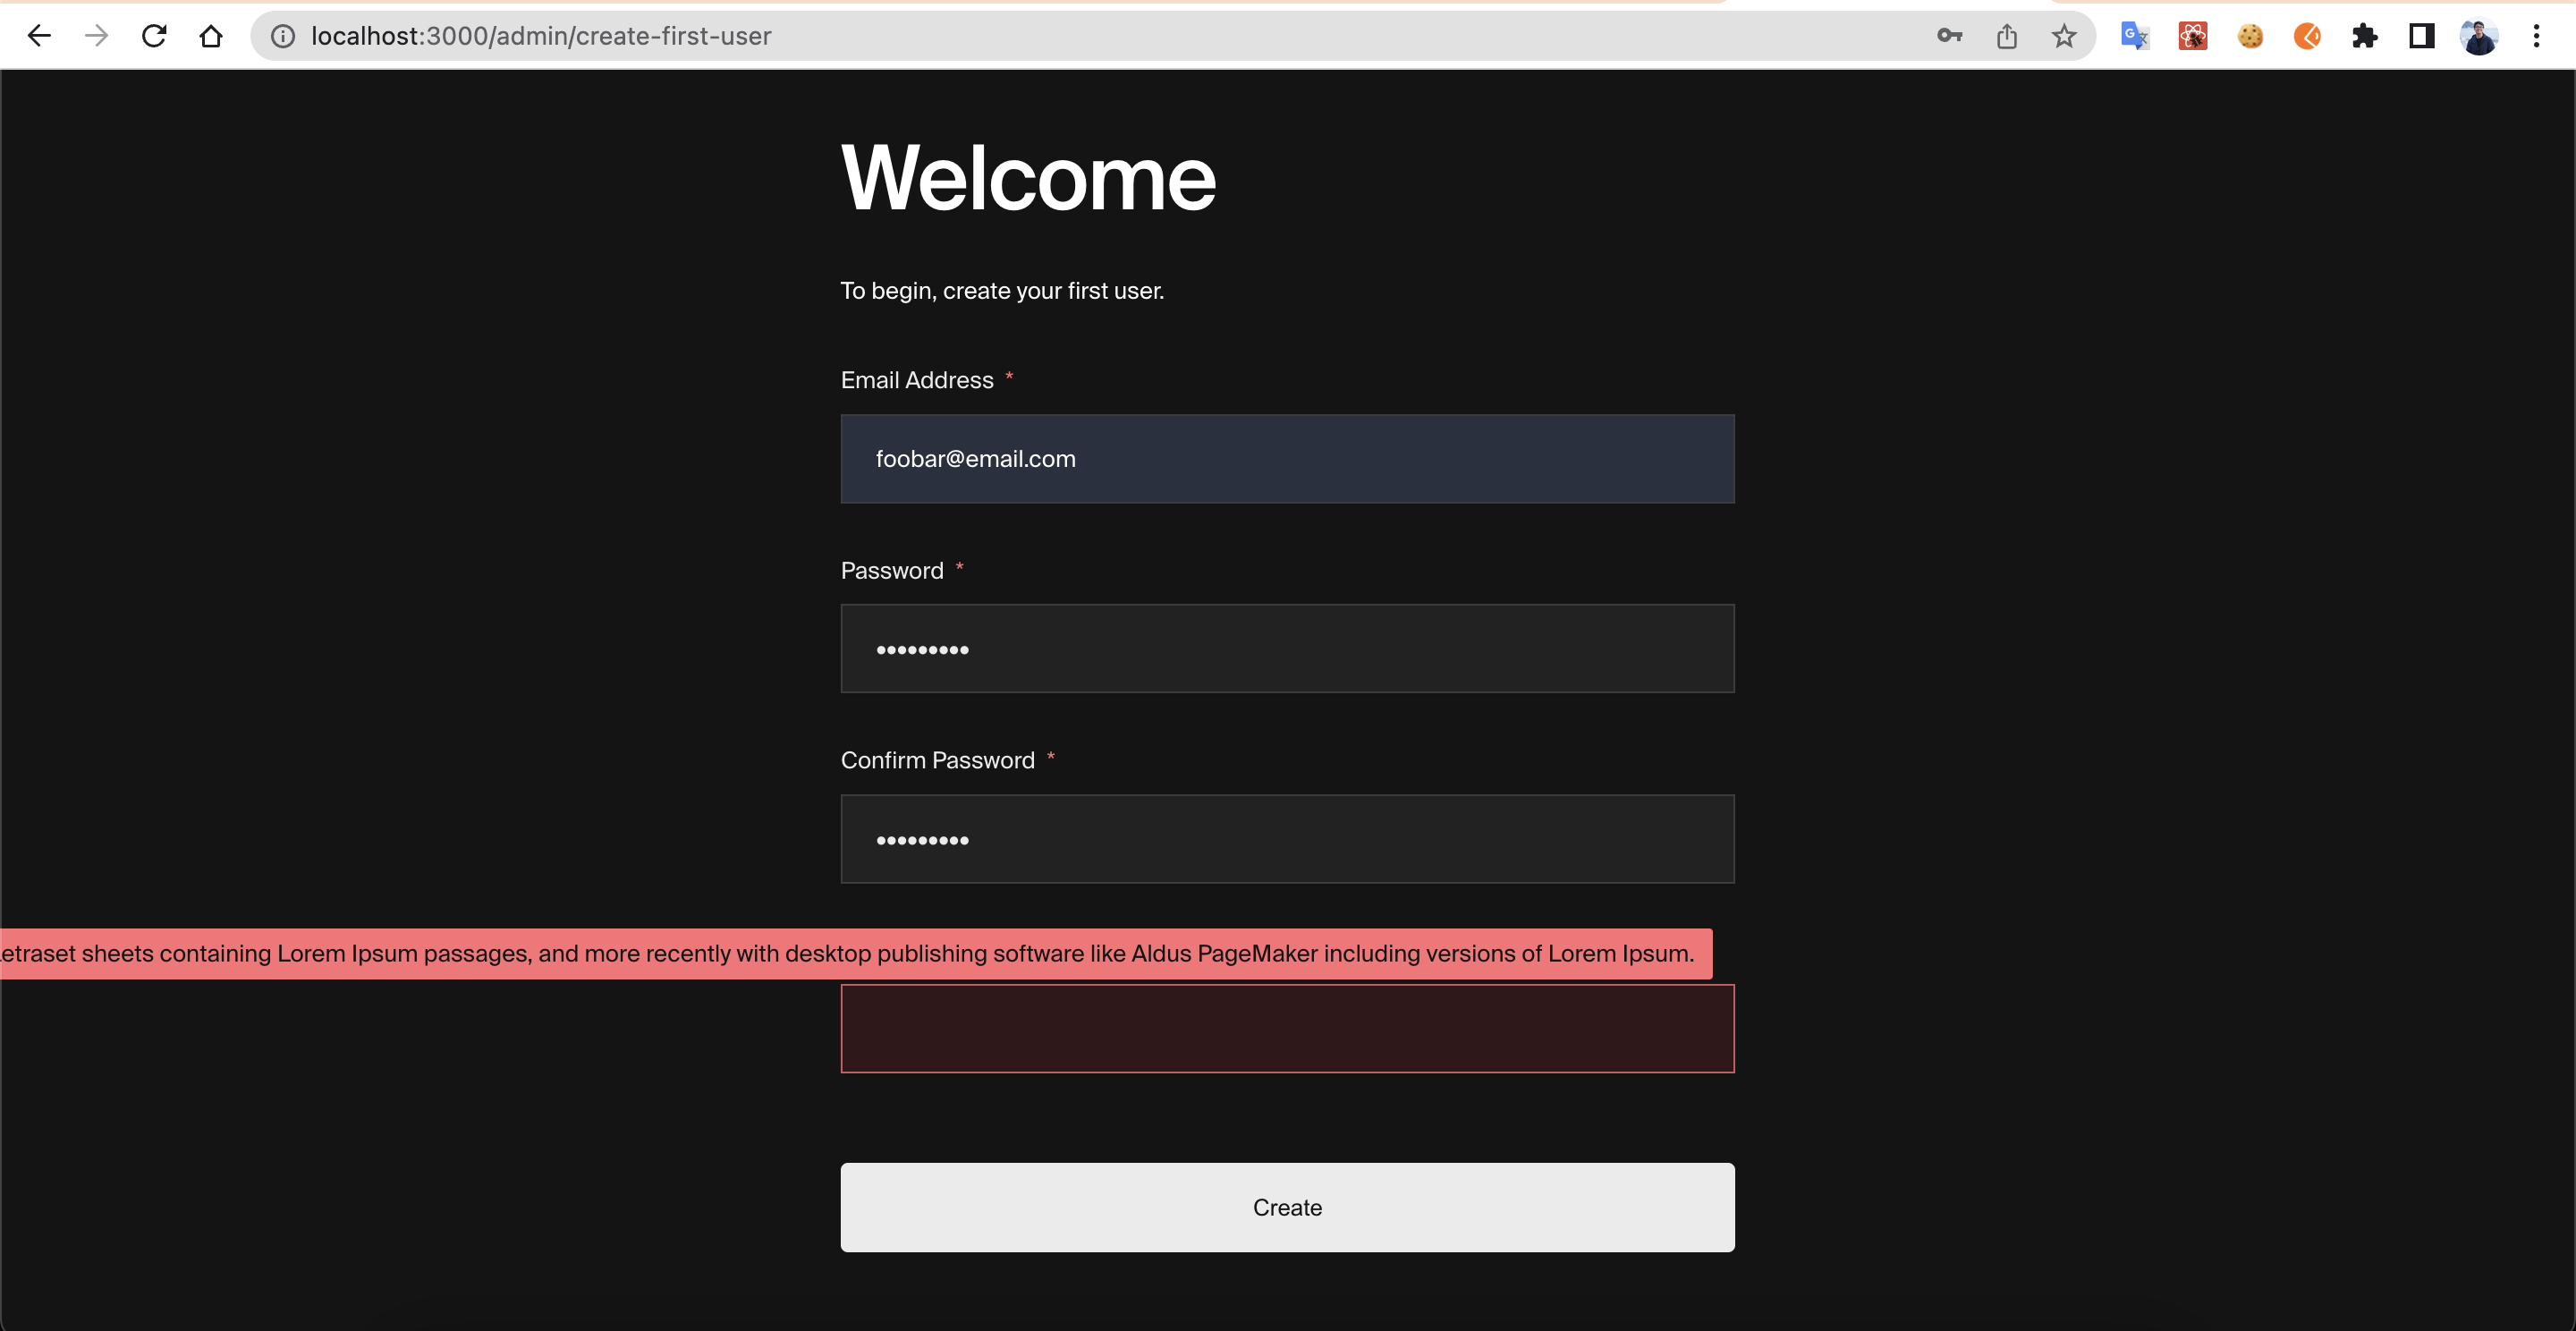 localhost:3000/admin/create-first-user
Welcome
To begin, create your first user.
Email Address *
foobar@email.com
Password *
•••••••••
Confirm Password *
•••••••••
etraset sheets containing Lorem Ipsum passages, and more recently with desktop publishing software like Aldus PageMaker including versions of Lorem Ipsum.
Create